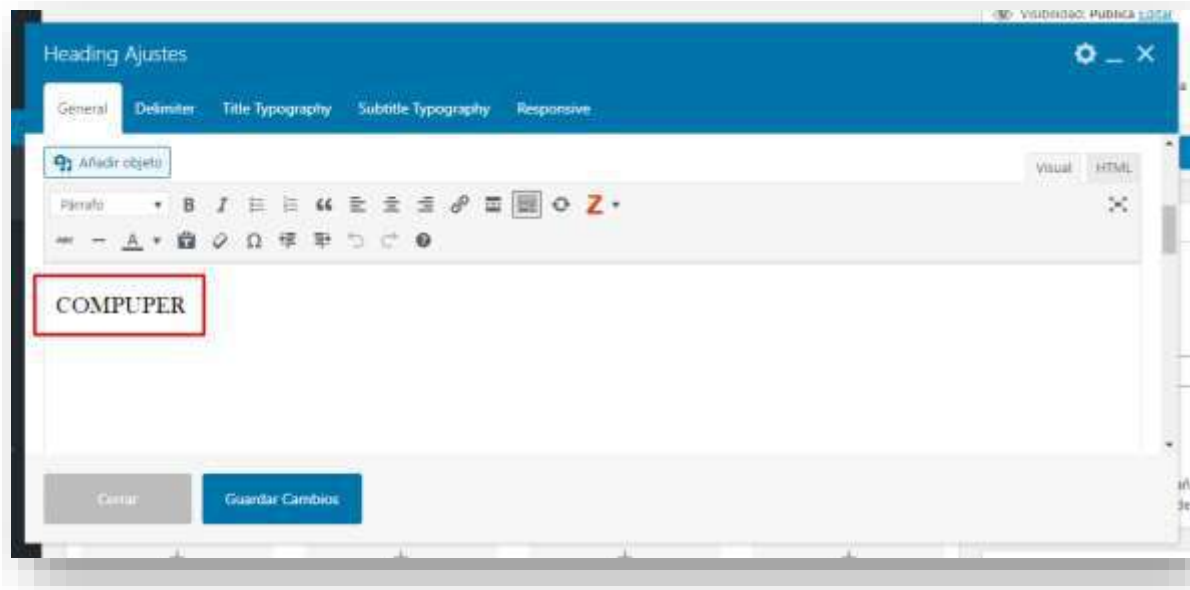 Visibilidad: Pública Editar
Heading Ajustes
General Delimiter Title Typography Subtitle Typography Responsive
Añadir objeto
Visual HTML
Párrafo B I
ABC A Ω
COMPUPER
Cerrar Guardar Cambios